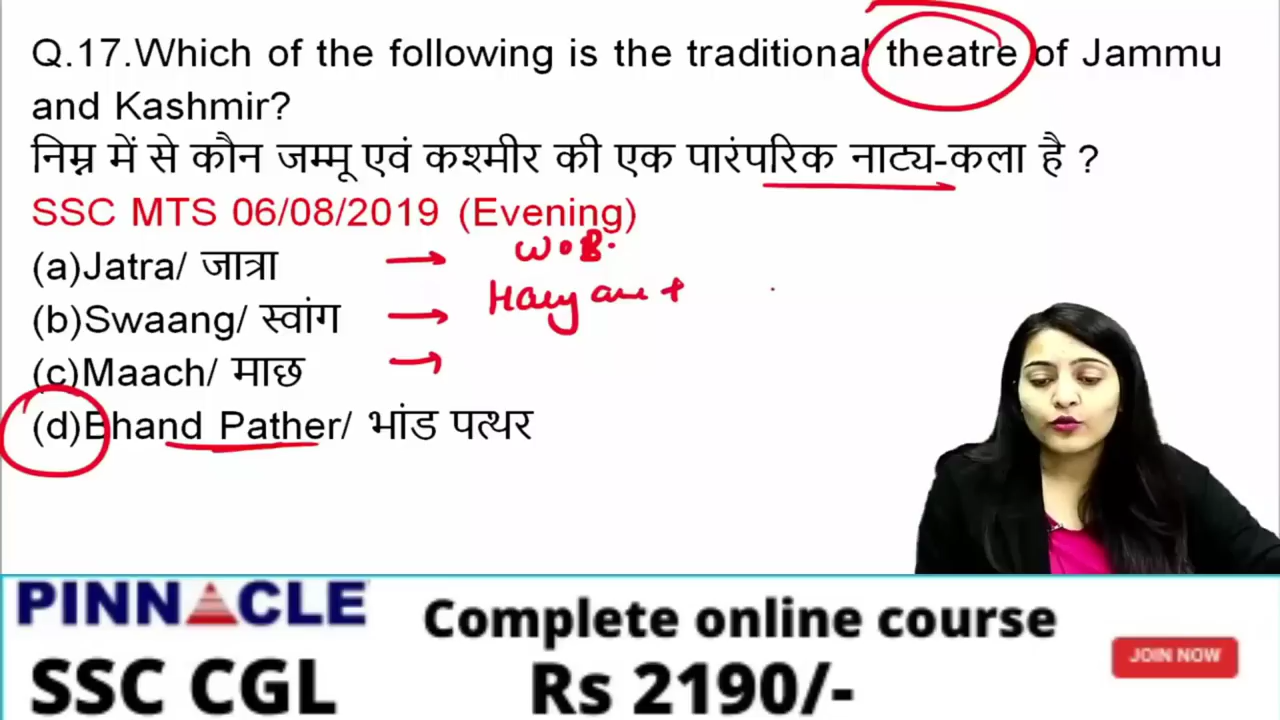 Q.17.Which of the following is the traditional theatre of Jammu
and Kashmir?
निम्न में से कौन जम्मू एवं कश्मीर की एक पारंपरिक नाट्य-कला है ?
SSC MTS 06/08/2019 (Evening)
(a)Jatra/ जात्रा → W.B.
(b)Swaang/ स्वांग → Haryana +
(c)Maach/ माछ →
(d)Bhand Pather/ भांड पत्थर
PINNACLE
SSC CGL
Complete online course
Rs 2190/-
JOIN NOW